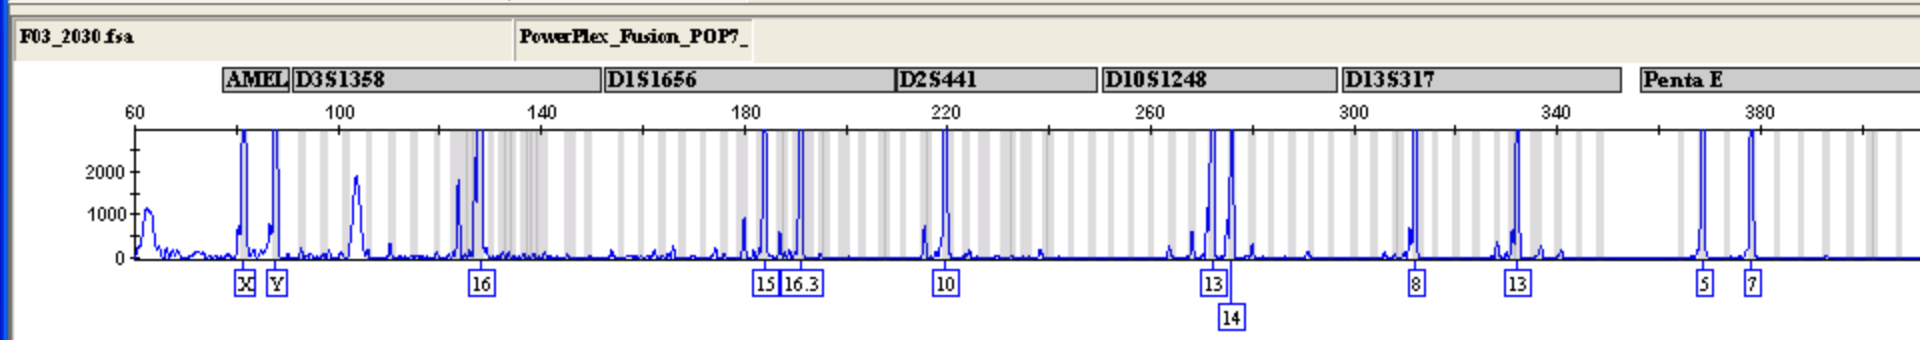 F03_2030.fsa PowerPlex_Fusion_POP7_
AMEL D3S1358 D1S1656 D2S441 D10S1248 D13S317 Penta E
60 100 140 180 220 260 300 340 380
2000
1000
0
X Y 16 15 16.3 10 13 8 13 5 7
14